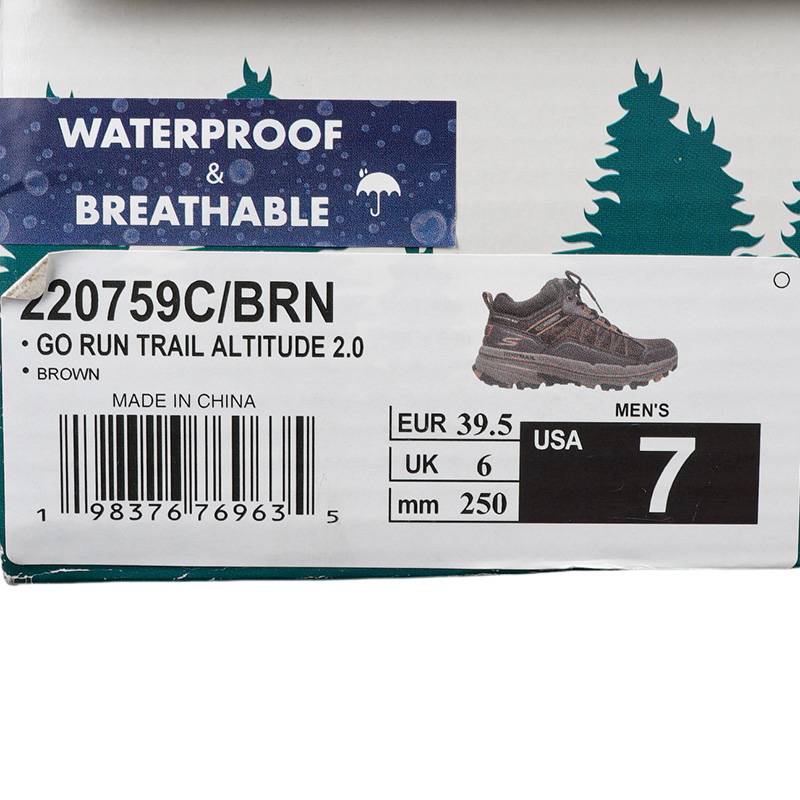 WATERPROOF
&
BREATHABLE
220759C/BRN
• GO RUN TRAIL ALTITUDE 2.0
• BROWN
MADE IN CHINA
1 98376 76963 5
EUR 39.5
UK 6
mm 250
MEN'S
USA 7